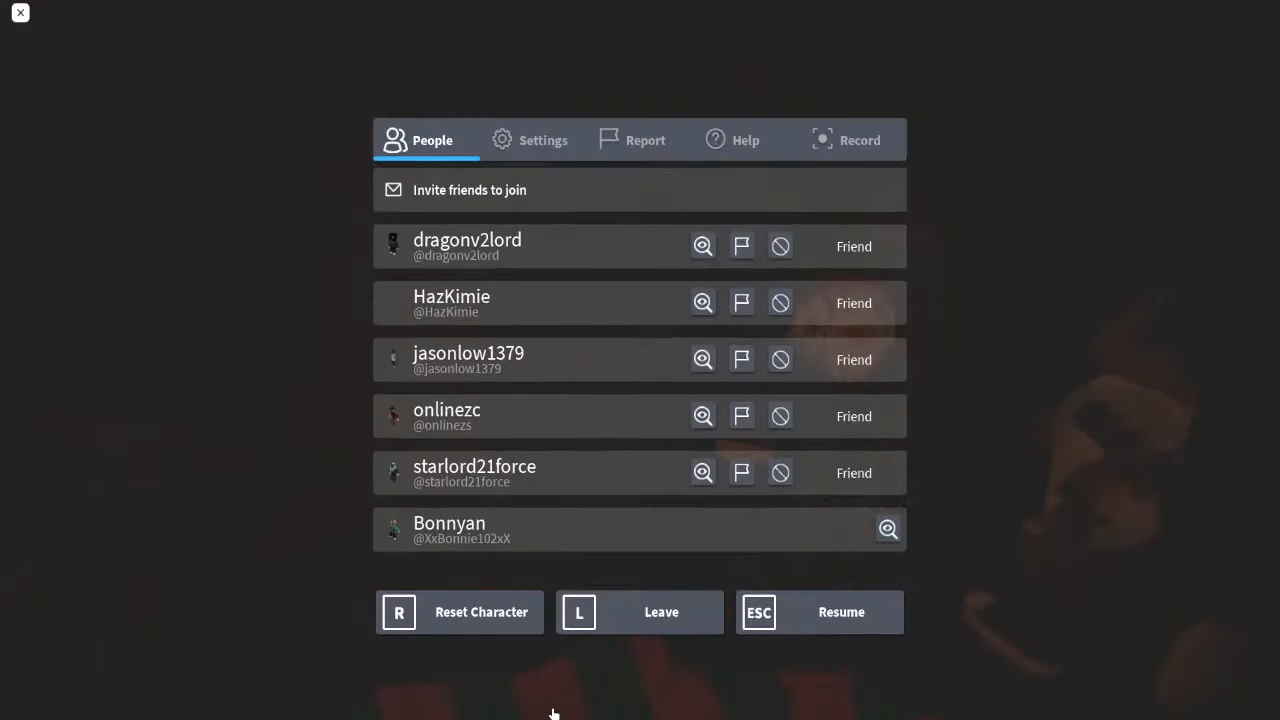 People
Settings
Report
Help
Record
Invite friends to join
dragonv2lord
@dragonv2lord
Friend
HazKimie
@HazKimie
Friend
jasonlow1379
@jasonlow1379
Friend
onlinezc
@onlinezs
Friend
starlord21force
@starlord21force
Friend
Bonnyan
@XxBonnie102xX
R Reset Character
L Leave
ESC Resume